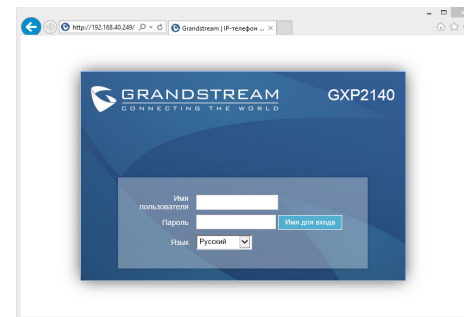 http://192.168.40.249/
Grandstream | IP-телефон ...
GRANDSTREAM
CONNECTING THE WORLD
GXP2140
Имя
пользователя
Пароль
Имя для входа
Язык
Русский